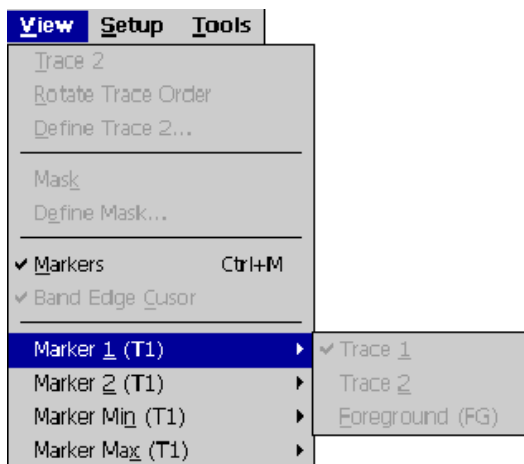 View Setup Tools
Trace 2
Rotate Trace Order
Define Trace 2...
Mask
Define Mask...
✔ Markers Ctrl+M
✔ Band Edge Cusor
Marker 1 (T1)
✔ Trace 1
Marker 2 (T1)
Trace 2
Marker Min (T1)
Foreground (FG)
Marker Max (T1)